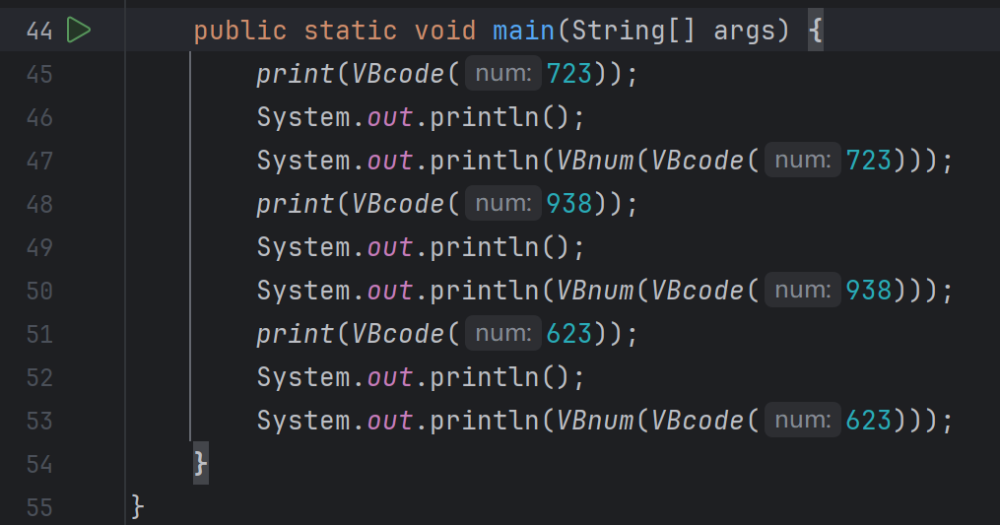 44 public static void main(String[] args) {
45 print(VBcode( num: 723));
46 System.out.println();
47 System.out.println(VBnum(VBcode( num: 723)));
48 print(VBcode( num: 938));
49 System.out.println();
50 System.out.println(VBnum(VBcode( num: 938)));
51 print(VBcode( num: 623));
52 System.out.println();
53 System.out.println(VBnum(VBcode( num: 623)));
54 }
55 }